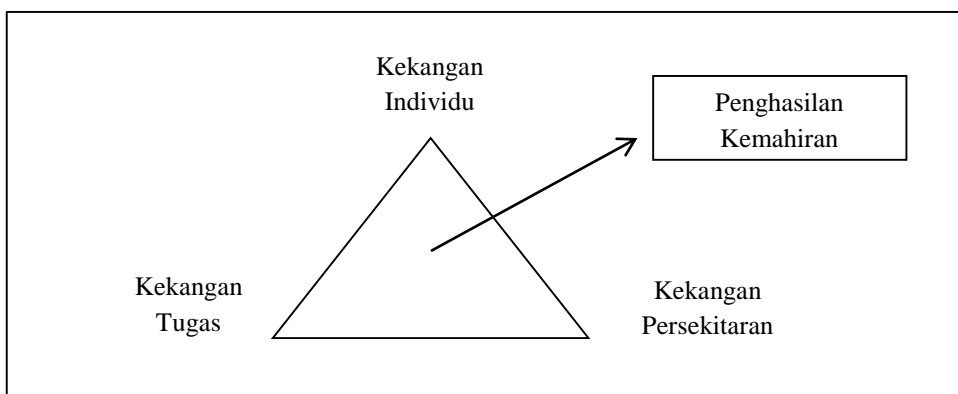 Kekangan
Individu
Penghasilan
Kemahiran
Kekangan
Tugas
Kekangan
Persekitaran